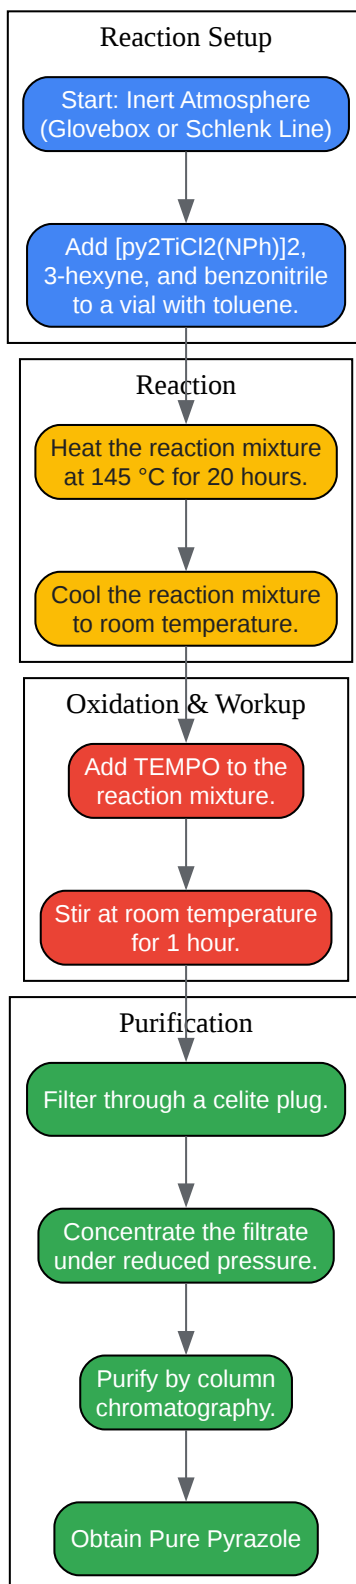 Reaction Setup
Start: Inert Atmosphere
(Glovebox or Schlenk Line)
Add [py2TiCl2(NPh)]2,
3-hexyne, and benzonitrile
to a vial with toluene.
Reaction
Heat the reaction mixture
at 145 °C for 20 hours.
Cool the reaction mixture
to room temperature.
Oxidation & Workup
Add TEMPO to the
reaction mixture.
Stir at room temperature
for 1 hour.
Purification
Filter through a celite plug.
Concentrate the filtrate
under reduced pressure.
Purify by column
chromatography.
Obtain Pure Pyrazole